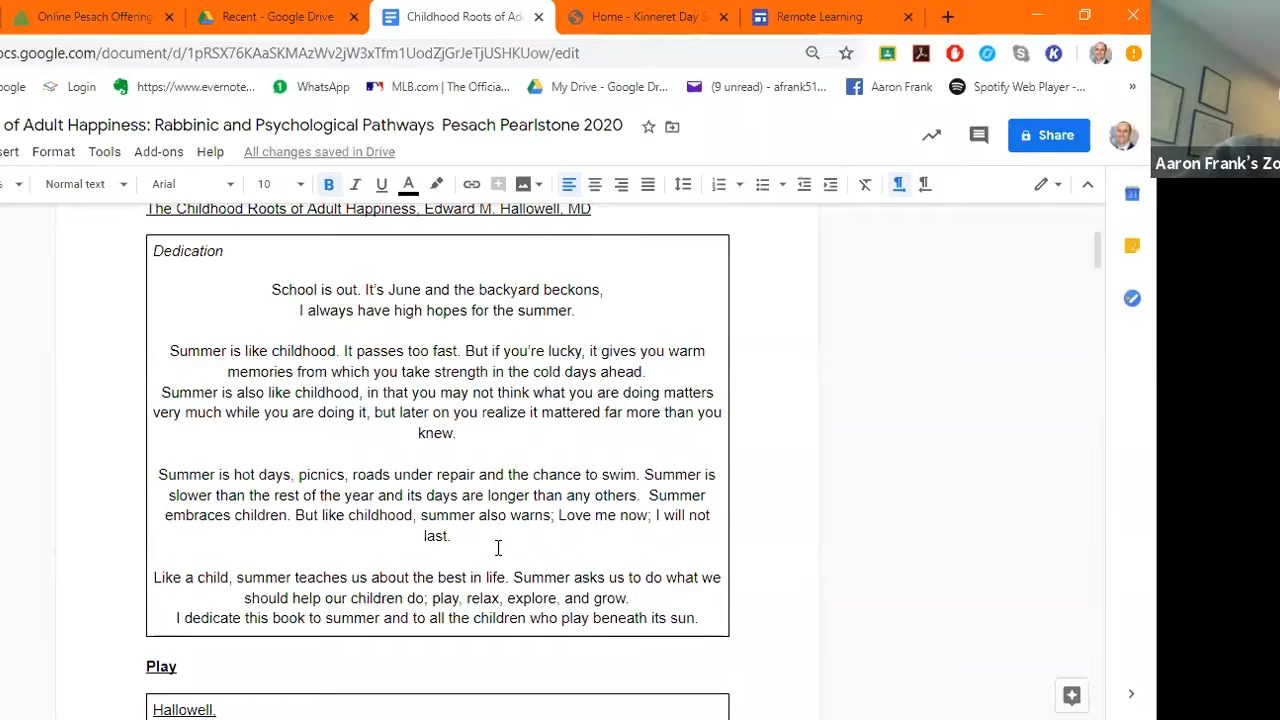 Online Pesach Offering
Recent - Google Drive
Childhood Roots of Ad
Home - Kinneret Day S
Remote Learning
ocs.google.com/document/d/1pRSX76KAaSKMAzWv2jW3xTfm1UodZjGrJeTjUSHKUow/edit
ogle
Login
https://www.evernote...
WhatsApp
MLB.com | The Officia...
My Drive - Google Dr...
(9 unread) - afrank51...
Aaron Frank
Spotify Web Player -...
»
of Adult Happiness: Rabbinic and Psychological Pathways Pesach Pearlstone 2020
Share
Aaron Frank's Zo
sert Format Tools Add-ons Help All changes saved in Drive
% Normal text Arial 10 B I U A
The Childhood Roots of Adult Happiness, Edward M. Hallowell, MD
Dedication
School is out. It's June and the backyard beckons,
I always have high hopes for the summer.
Summer is like childhood. It passes too fast. But if you're lucky, it gives you warm
memories from which you take strength in the cold days ahead.
Summer is also like childhood, in that you may not think what you are doing matters
very much while you are doing it, but later on you realize it mattered far more than you
knew.
Summer is hot days, picnics, roads under repair and the chance to swim. Summer is
slower than the rest of the year and its days are longer than any others. Summer
embraces children. But like childhood, summer also warns; Love me now; I will not
last.
Like a child, summer teaches us about the best in life. Summer asks us to do what we
should help our children do; play, relax, explore, and grow.
I dedicate this book to summer and to all the children who play beneath its sun.
Play
Hallowell,